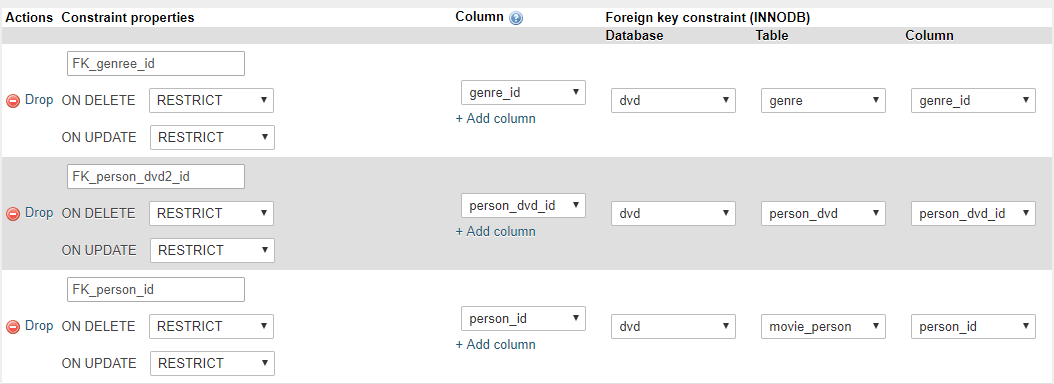 Actions Constraint properties Column Foreign key constraint (INNODB)
Database Table Column
FK_genree_id
Drop ON DELETE RESTRICT genre_id dvd genre genre_id
+ Add column
ON UPDATE RESTRICT
FK_person_dvd2_id
Drop ON DELETE RESTRICT person_dvd_id dvd person_dvd person_dvd_id
+ Add column
ON UPDATE RESTRICT
FK_person_id
Drop ON DELETE RESTRICT person_id dvd movie_person person_id
+ Add column
ON UPDATE RESTRICT